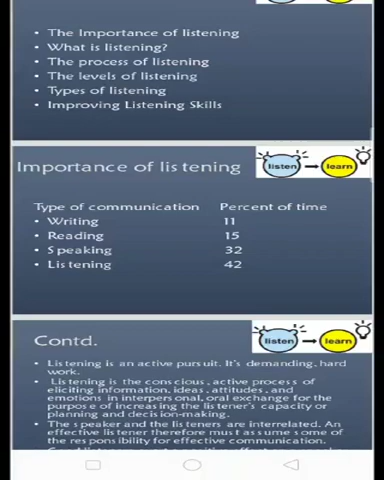 • The Importance of listening
• What is listening?
• The process of listening
• The levels of listening
• Types of listening
• Improving Listening Skills
Importance of listening
listen
learn
Type of communication Percent of time
• Writing 11
• Reading 15
• Speaking 32
• Listening 42
Contd.
listen
learn
• Listening is an active pursuit. It's demanding, hard
work.
• Listening is the conscious, active process of
eliciting information, ideas, attitudes, and
emotions in interpersonal, oral exchange for the
purpose of increasing the listener's capacity or
planning and decision-making.
• The speaker and the listeners are interrelated. An
effective listener therefore must assume some of
the responsibility for effective communication.